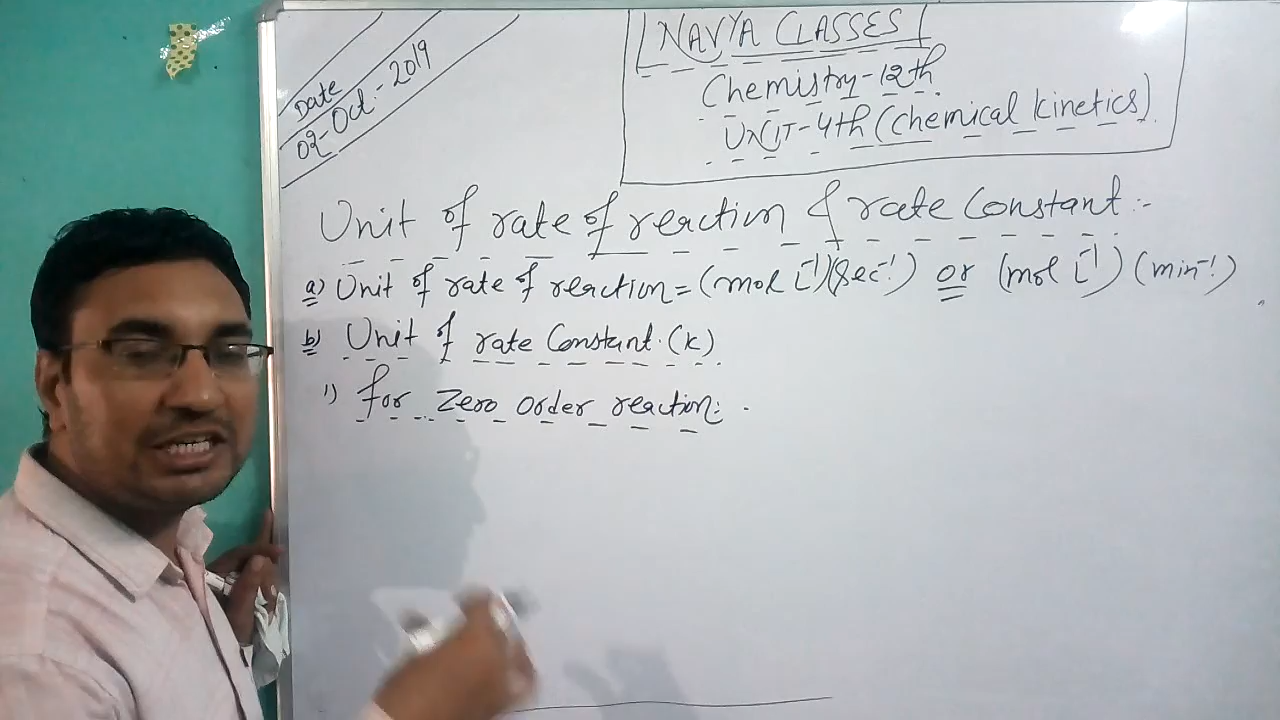 Date
02-Oct.-2019
NAVYA CLASSES
Chemistry-12th.
UNIT-4th (Chemical Kinetics)
Unit of rate of reaction & rate Constant :-
a) Unit of rate of reaction = (mol L⁻¹)(Sec⁻¹) or (mol L⁻¹) (min⁻¹)
b) Unit of rate Constant. (K)
1) for Zero Order reaction: -